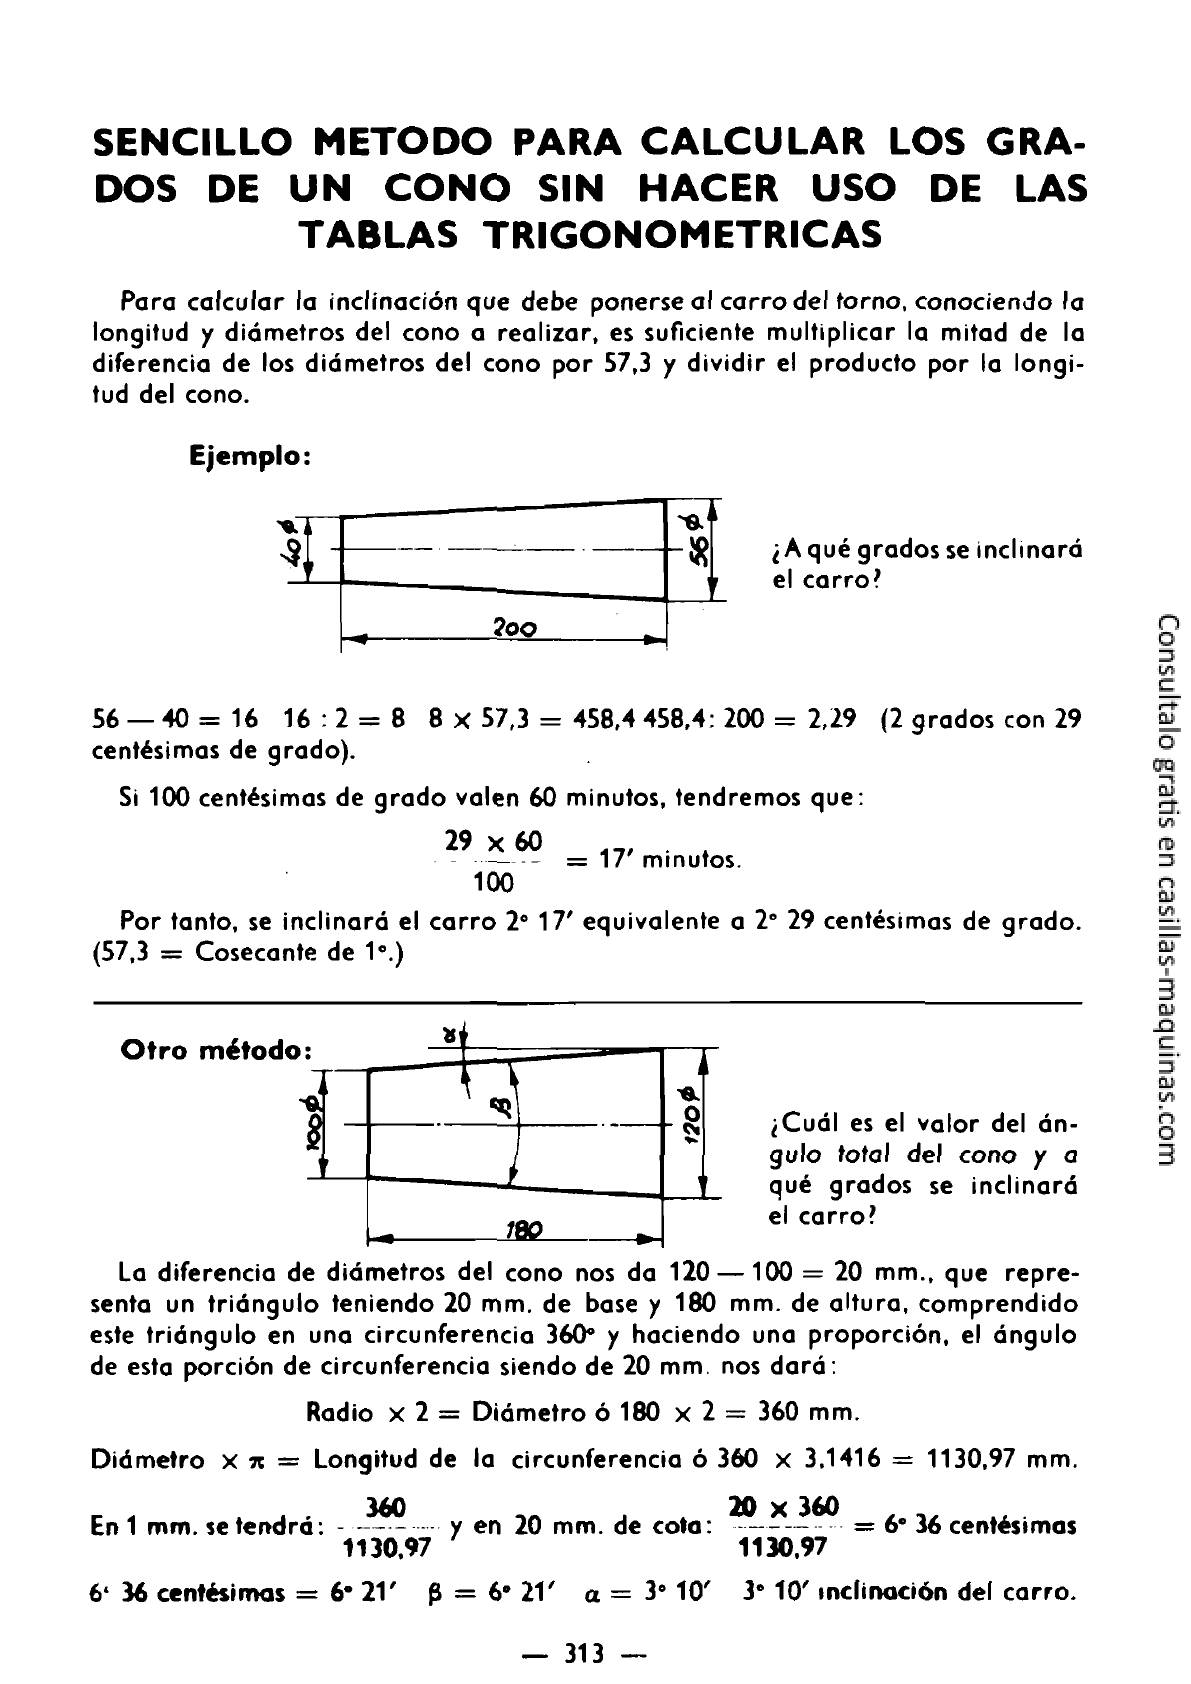 SENCILLO METODO PARA CALCULAR LOS GRA-
DOS DE UN CONO SIN HACER USO DE LAS
TABLAS TRIGONOMETRICAS
Para calcular la inclinación que debe ponerse al carro del torno, conociendo la
longitud y diámetros del cono a realizar, es suficiente multiplicar la mitad de la
diferencia de los diámetros del cono por 57,3 y dividir el producto por la longi-
tud del cono.
Ejemplo:
40 ϕ
56 ϕ
200
¿A qué grados se inclinará
el carro?
56 — 40 = 16 16 : 2 = 8 8 x 57,3 = 458,4 458,4: 200 = 2,29 (2 grados con 29
centésimas de grado).
Si 100 centésimas de grado valen 60 minutos, tendremos que:
29 x 60
= 17′ minutos.
100
Por tanto, se inclinará el carro 2° 17′ equivalente a 2° 29 centésimas de grado.
(57,3 = Cosecante de 1°.)
Otro método:
α
β
100 ϕ
120 ϕ
180
¿Cuál es el valor del án-
gulo total del cono y a
qué grados se inclinará
el carro?
La diferencia de diámetros del cono nos da 120 — 100 = 20 mm., que repre-
senta un triángulo teniendo 20 mm. de base y 180 mm. de altura, comprendido
este triángulo en una circunferencia 360° y haciendo una proporción, el ángulo
de esta porción de circunferencia siendo de 20 mm. nos dará:
Radio x 2 = Diámetro ó 180 x 2 = 360 mm.
Diámetro x π = Longitud de la circunferencia ó 360 x 3,1416 = 1130,97 mm.
360 20 x 360
En 1 mm. se tendrá: y en 20 mm. de cota: = 6° 36 centésimas
1130,97 1130,97
6‘ 36 centésimas = 6° 21′ β = 6° 21′ α = 3° 10′ 3° 10′ inclinación del carro.
— 313 —
Consultalo gratis en casillas-maquinas.com